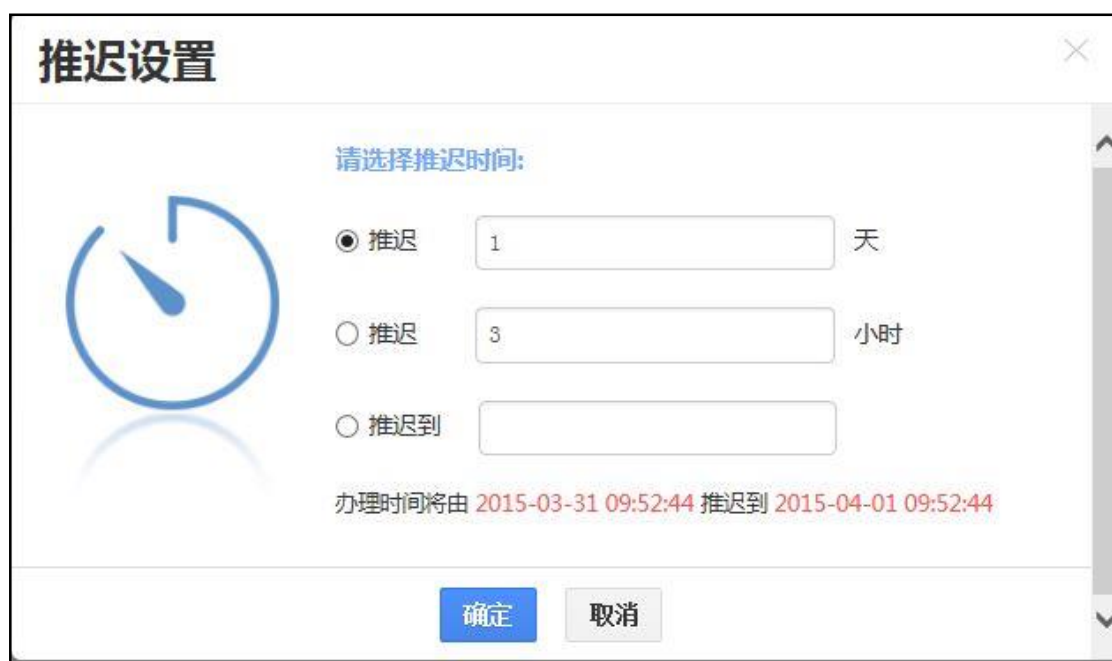 推迟设置
请选择推迟时间:
推迟 1 天
推迟 3 小时
推迟到
办理时间将由 2015-03-31 09:52:44 推迟到 2015-04-01 09:52:44
确定 取消